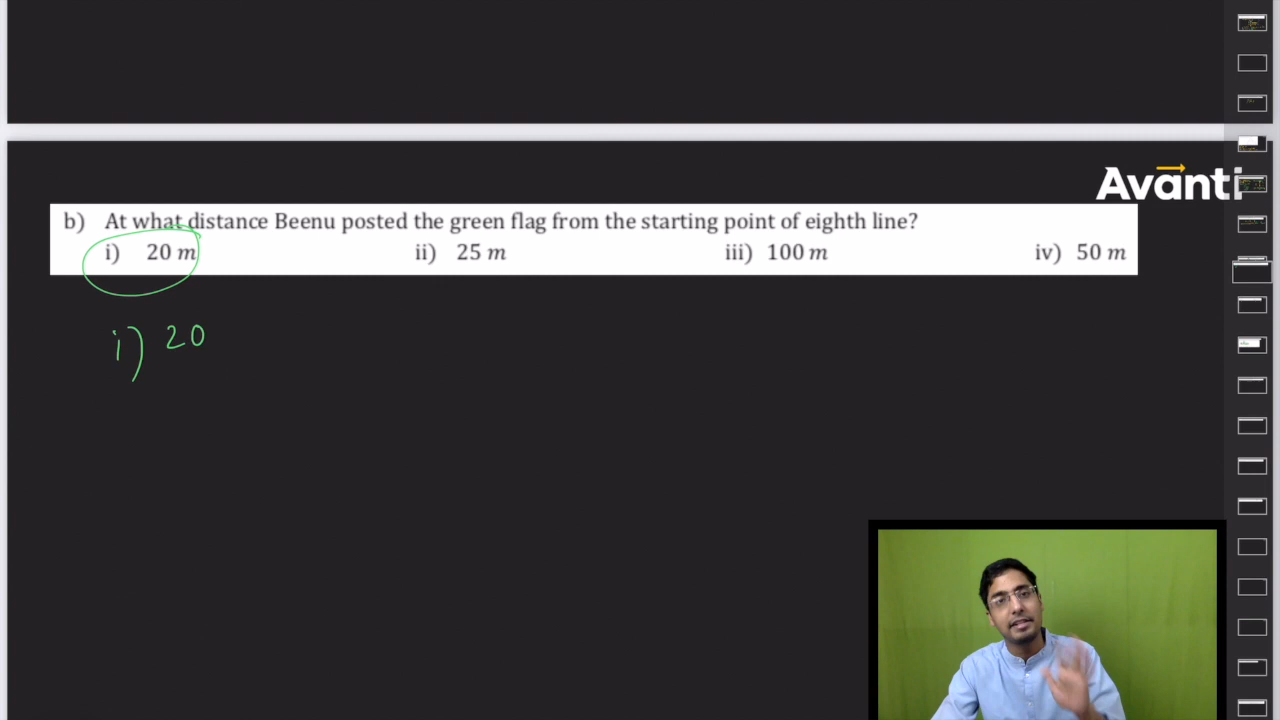 Avanti
b) At what distance Beenu posted the green flag from the starting point of eighth line?
i) 20 m ii) 25 m iii) 100 m iv) 50 m
i) 20